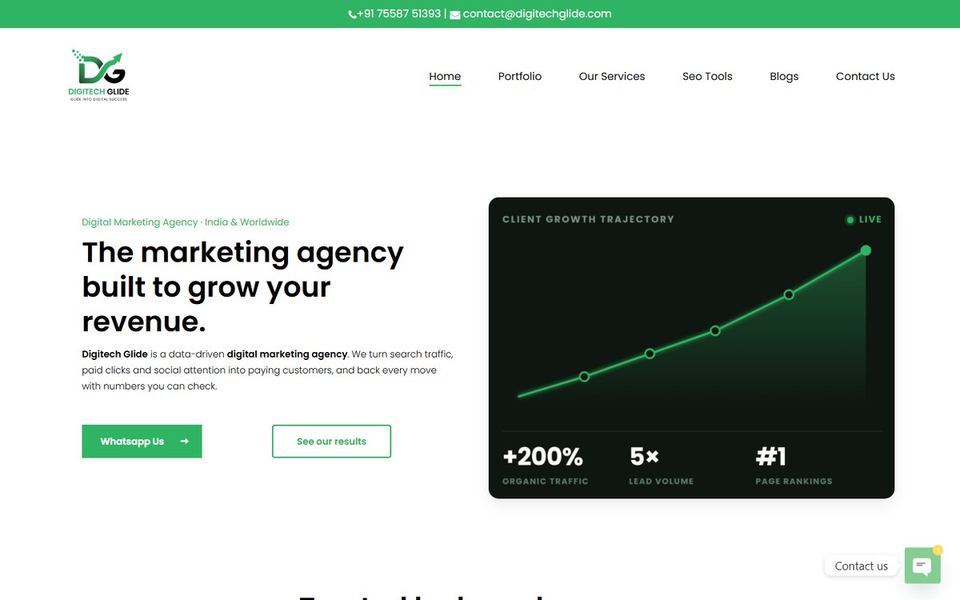 +91 75587 51393 | contact@digitechglide.com
DG
DIGITECH GLIDE
GLIDE INTO DIGITAL SUCCESS
Home Portfolio Our Services Seo Tools Blogs Contact Us
Digital Marketing Agency · India & Worldwide
The marketing agency
built to grow your
revenue.
Digitech Glide is a data-driven digital marketing agency. We turn search traffic,
paid clicks and social attention into paying customers, and back every move
with numbers you can check.
Whatsapp Us → See our results
CLIENT GROWTH TRAJECTORY LIVE
+200% 5× #1
ORGANIC TRAFFIC LEAD VOLUME PAGE RANKINGS
Contact us